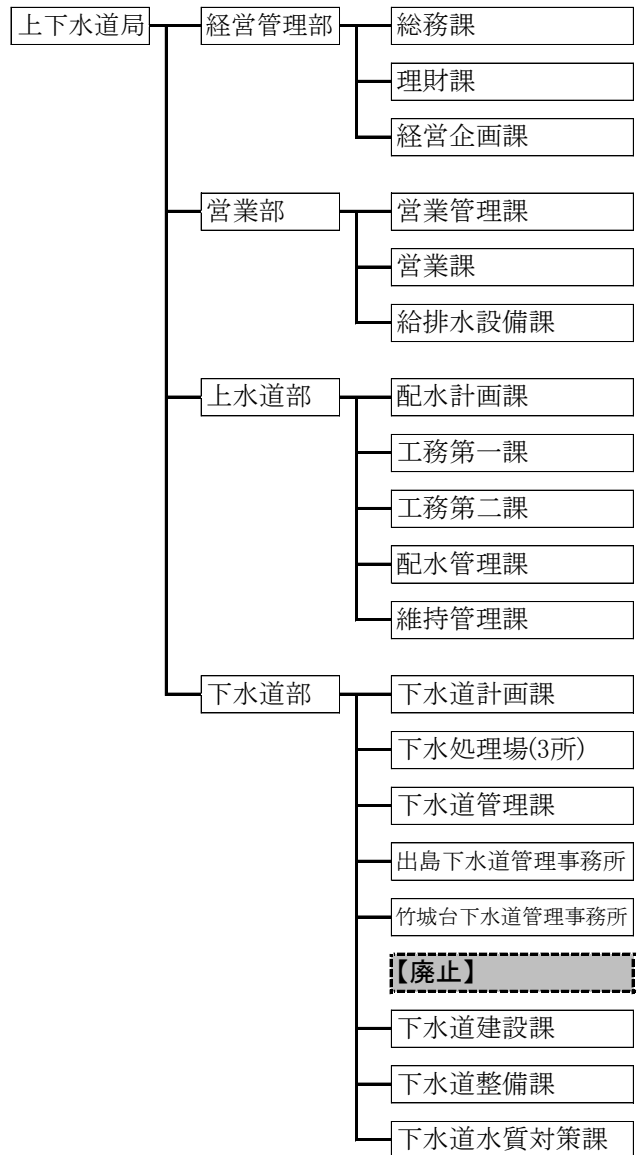 上下水道局
経営管理部
総務課
理財課
経営企画課
営業部
営業管理課
営業課
給排水設備課
上水道部
配水計画課
工務第一課
工務第二課
配水管理課
維持管理課
下水道部
下水道計画課
下水処理場(3所)
下水道管理課
出島下水道管理事務所
竹城台下水道管理事務所
【廃止】
下水道建設課
下水道整備課
下水道水質対策課